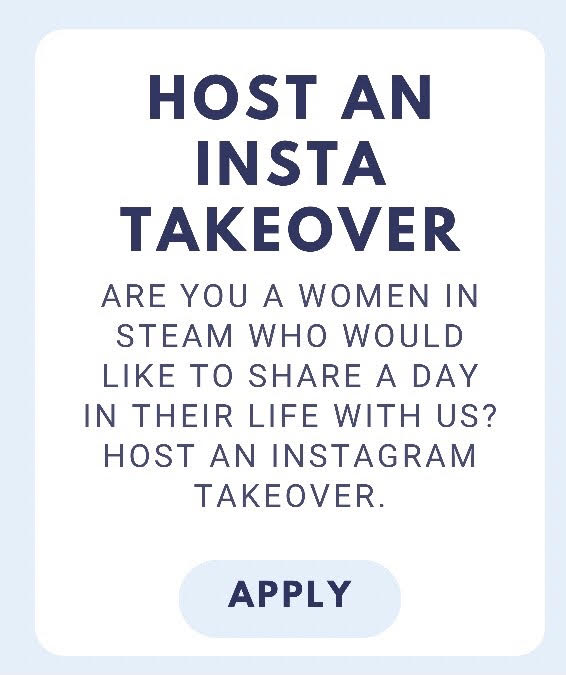 HOST AN
INSTA
TAKEOVER
ARE YOU A WOMEN IN
STEAM WHO WOULD
LIKE TO SHARE A DAY
IN THEIR LIFE WITH US?
HOST AN INSTAGRAM
TAKEOVER.
APPLY